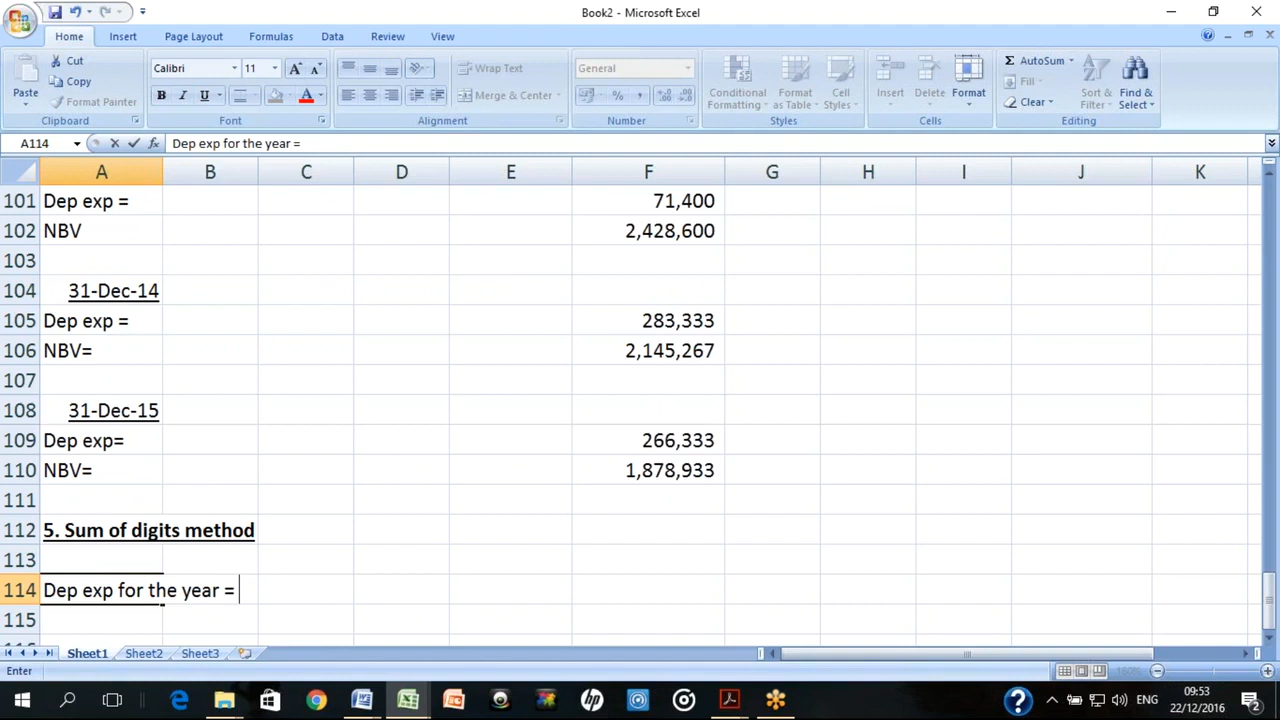 Book2 - Microsoft Excel
Home Insert Page Layout Formulas Data Review View
Cut
Copy
Format Painter
Paste
Clipboard
Calibri 11
Font
Wrap Text
Merge & Center
Alignment
General
Number
Conditional Formatting
Format as Table
Cell Styles
Styles
Insert
Delete
Format
Cells
AutoSum
Fill
Clear
Sort & Filter
Find & Select
Editing
A114 Dep exp for the year =
A B C D E F G H I J K
101 Dep exp = 71,400
102 NBV 2,428,600
103
104 31-Dec-14
105 Dep exp = 283,333
106 NBV= 2,145,267
107
108 31-Dec-15
109 Dep exp= 266,333
110 NBV= 1,878,933
111
112 5. Sum of digits method
113
114 Dep exp for the year =
115
Sheet1 Sheet2 Sheet3
Enter
ENG
09:53
22/12/2016